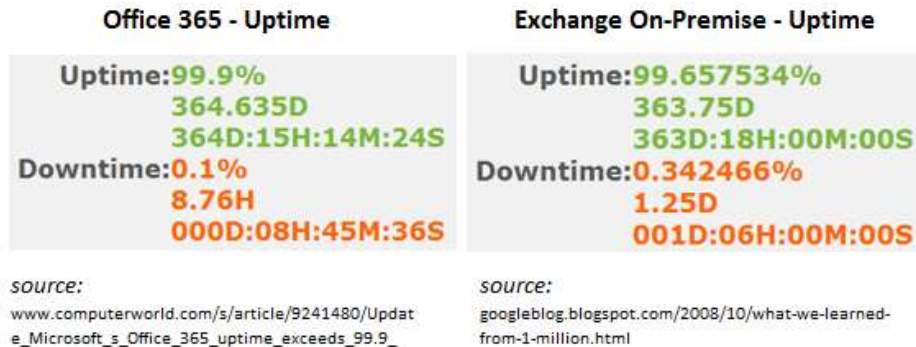 Office 365 - Uptime
Uptime:99.9%
364.635D
364D:15H:14M:24S
Downtime:0.1%
8.76H
000D:08H:45M:36S
source:
www.computerworld.com/s/article/9241480/Updat
e_Microsoft_s_Office_365_uptime_exceeds_99.9_
Exchange On-Premise - Uptime
Uptime:99.657534%
363.75D
363D:18H:00M:00S
Downtime:0.342466%
1.25D
001D:06H:00M:00S
source:
googleblog.blogspot.com/2008/10/what-we-learned-
from-1-million.html